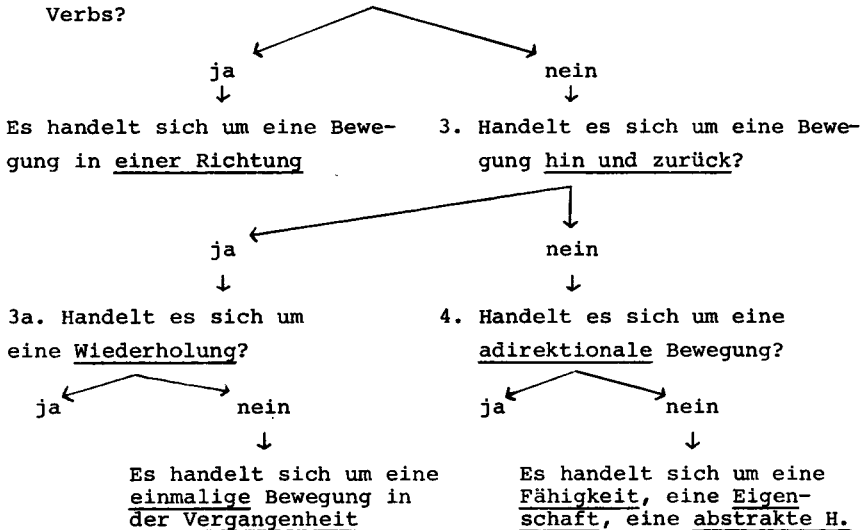 Verbs?
ja
nein
Es handelt sich um eine Bewe-
gung in einer Richtung
3. Handelt es sich um eine Bewe-
gung hin und zurück?
ja
nein
3a. Handelt es sich um
eine Wiederholung?
4. Handelt es sich um eine
adirektionale Bewegung?
ja
nein
ja
nein
Es handelt sich um eine
einmalige Bewegung in
der Vergangenheit
Es handelt sich um eine
Fähigkeit, eine Eigen-
schaft, eine abstrakte H.